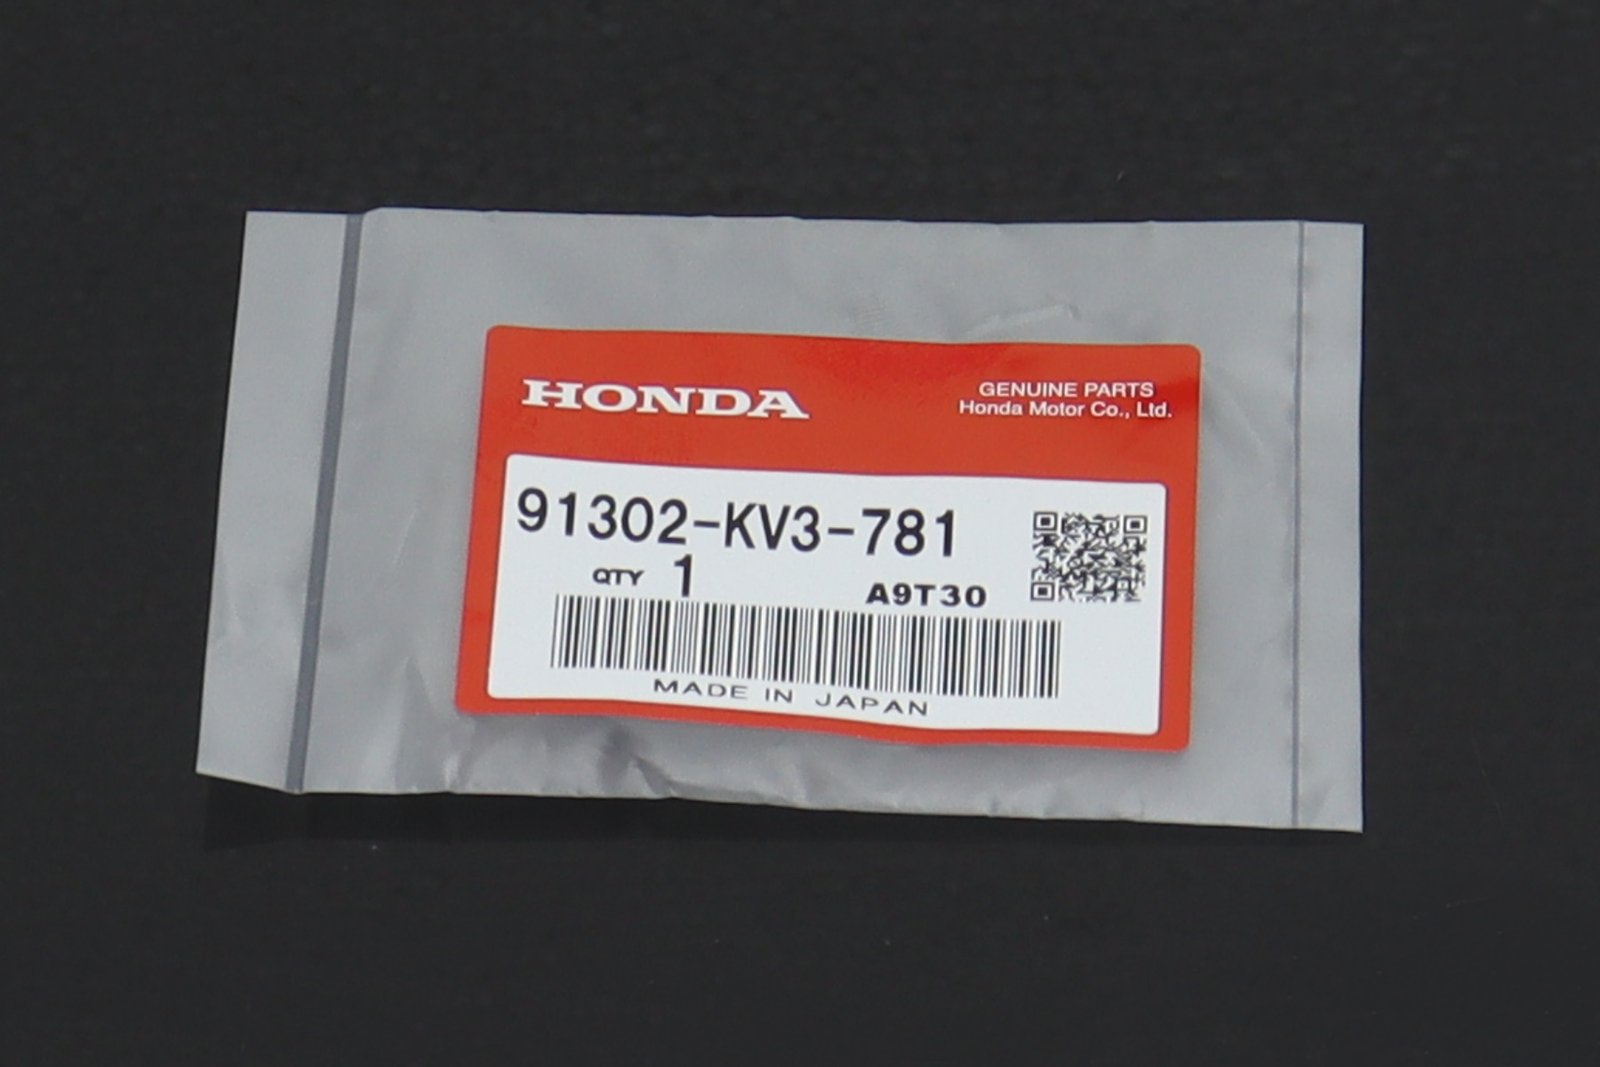 HONDA
GENUINE PARTS
Honda Motor Co., Ltd.
91302-KV3-781
QTY 1
A9T30
MADE IN JAPAN